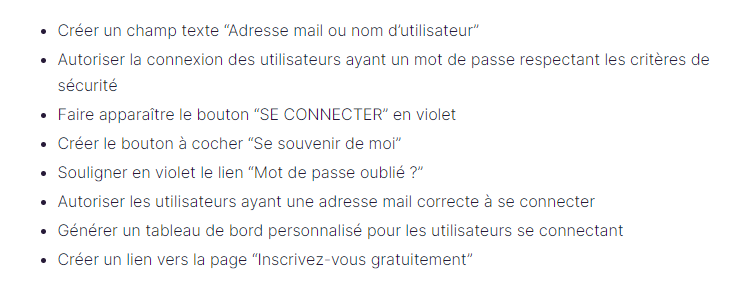 • Créer un champ texte “Adresse mail ou nom d’utilisateur”
• Autoriser la connexion des utilisateurs ayant un mot de passe respectant les critères de
sécurité
• Faire apparaître le bouton “SE CONNECTER” en violet
• Créer le bouton à cocher “Se souvenir de moi”
• Souligner en violet le lien “Mot de passe oublié ?”
• Autoriser les utilisateurs ayant une adresse mail correcte à se connecter
• Générer un tableau de bord personnalisé pour les utilisateurs se connectant
• Créer un lien vers la page “Inscrivez-vous gratuitement”